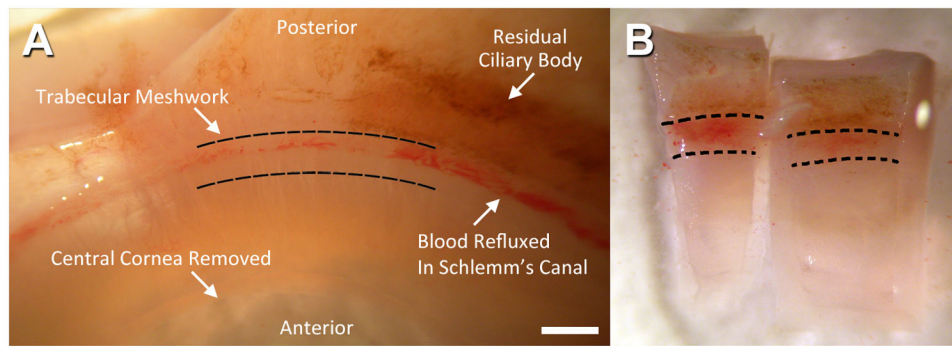 A
Posterior
Residual
Ciliary Body
Trabecular Meshwork
Blood Refluxed
In Schlemm's Canal
Central Cornea Removed
Anterior
B